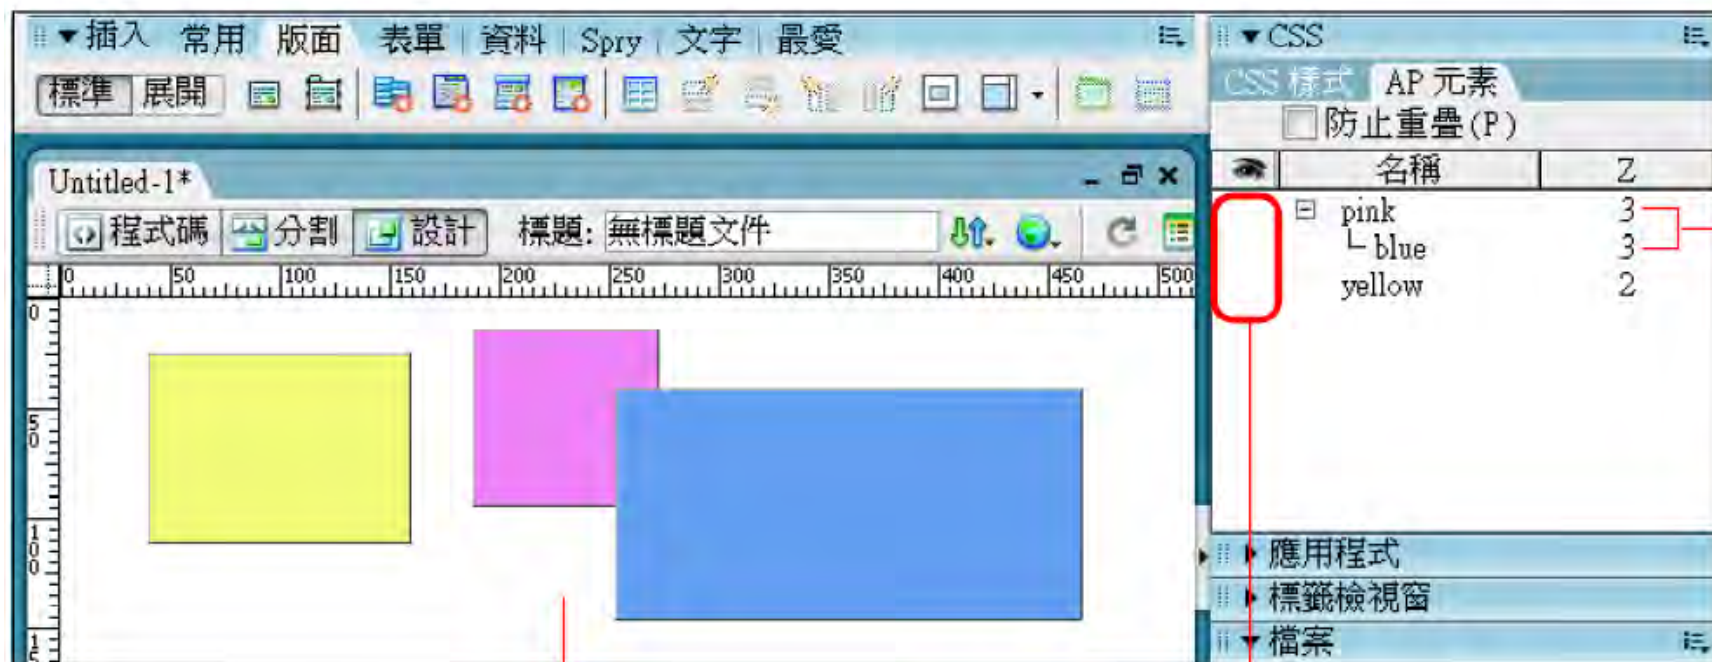 插入 常用 版面 表單 資料 Spry 文字 最愛
標準 展開
Untitled-1*
程式碼 分割 設計 標題: 無標題文件
0 50 100 150 200 250 300 350 400 450 500
0
50
100
15
CSS
CSS 樣式 AP 元素
防止重疊(P)
名稱 Z
pink 3
blue 3
yellow 2
應用程式
標籤檢視窗
檔案